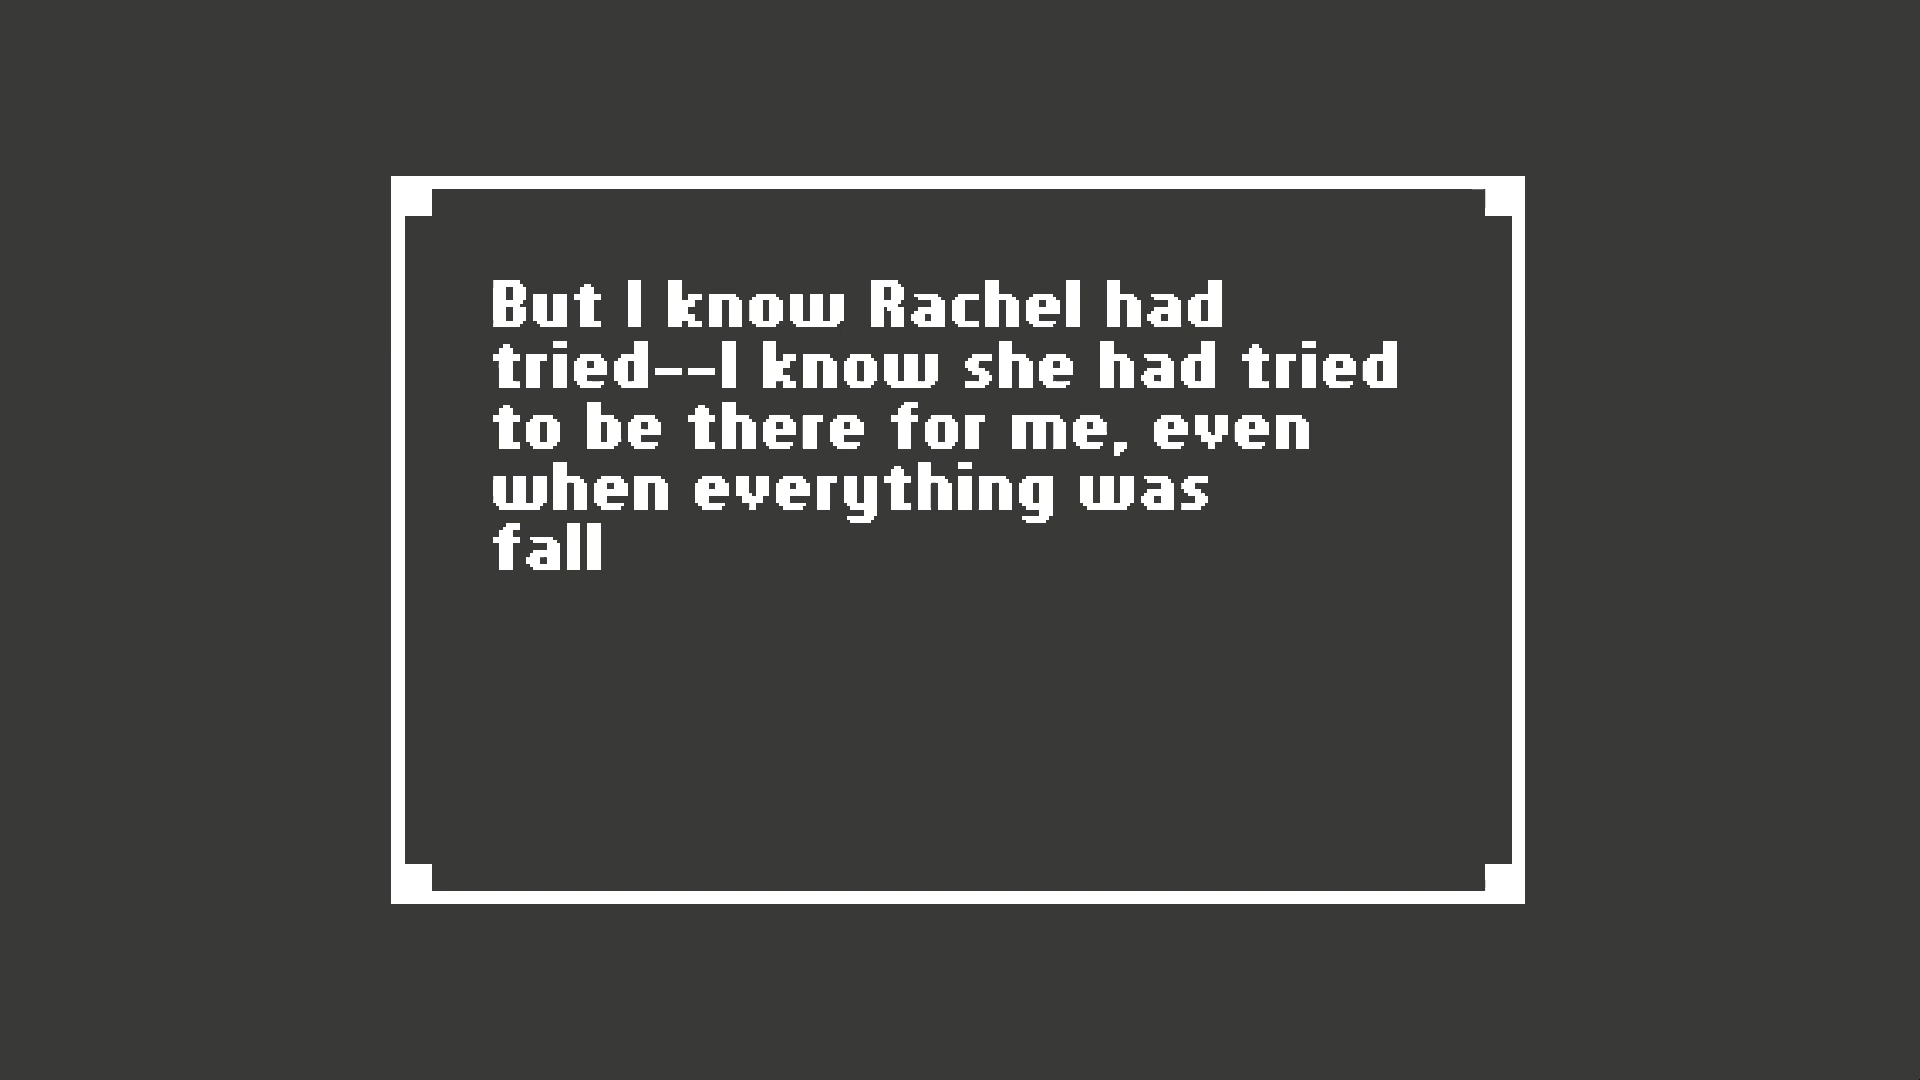 But I know Rachel had
tried--I know she had tried
to be there for me, even
when everything was
fall